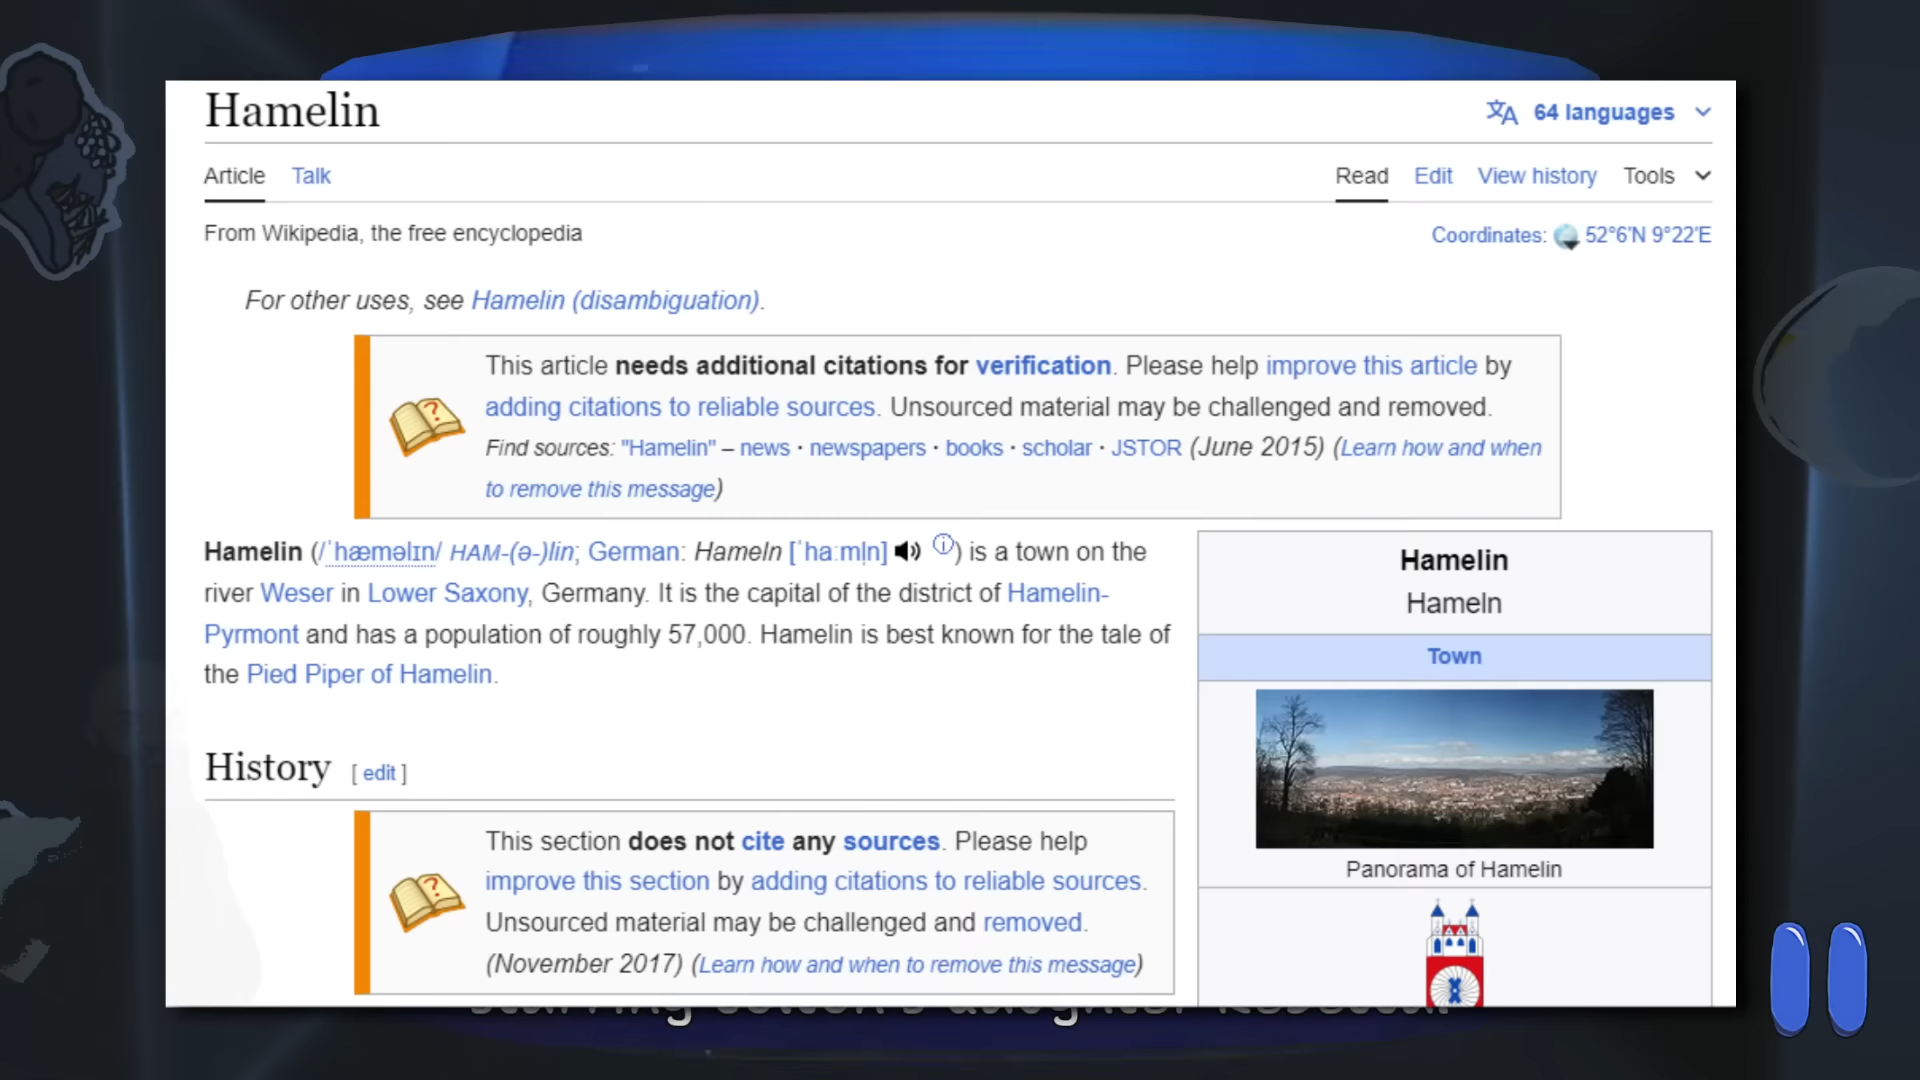 Hamelin
64 languages
Article Talk
Read Edit View history Tools
From Wikipedia, the free encyclopedia
Coordinates: 52°6′N 9°22′E
For other uses, see Hamelin (disambiguation).
This article needs additional citations for verification. Please help improve this article by
adding citations to reliable sources. Unsourced material may be challenged and removed.
Find sources: "Hamelin" – news · newspapers · books · scholar · JSTOR (June 2015) (Learn how and when
to remove this message)
Hamelin (/ˈhæməlɪn/ HAM-(ə-)lin; German: Hameln [ˈhaːml̩n] ) is a town on the
river Weser in Lower Saxony, Germany. It is the capital of the district of Hamelin-
Pyrmont and has a population of roughly 57,000. Hamelin is best known for the tale of
the Pied Piper of Hamelin.
History [ edit ]
This section does not cite any sources. Please help
improve this section by adding citations to reliable sources.
Unsourced material may be challenged and removed.
(November 2017) (Learn how and when to remove this message)
Hamelin
Hameln
Town
Panorama of Hamelin